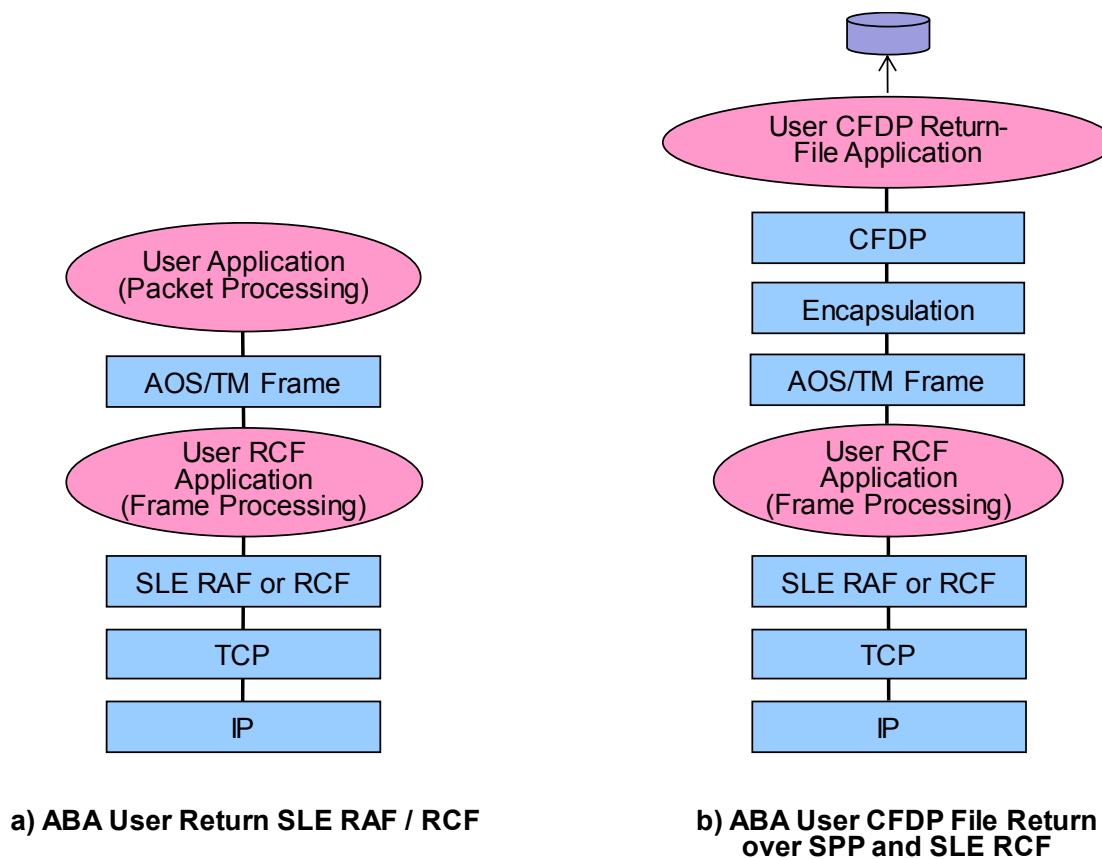 User Application
(Packet Processing)
AOS/TM Frame
User RCF
Application
(Frame Processing)
SLE RAF or RCF
TCP
IP
a) ABA User Return SLE RAF / RCF
User CFDP Return-
File Application
CFDP
Encapsulation
AOS/TM Frame
User RCF
Application
(Frame Processing)
SLE RAF or RCF
TCP
IP
b) ABA User CFDP File Return
over SPP and SLE RCF